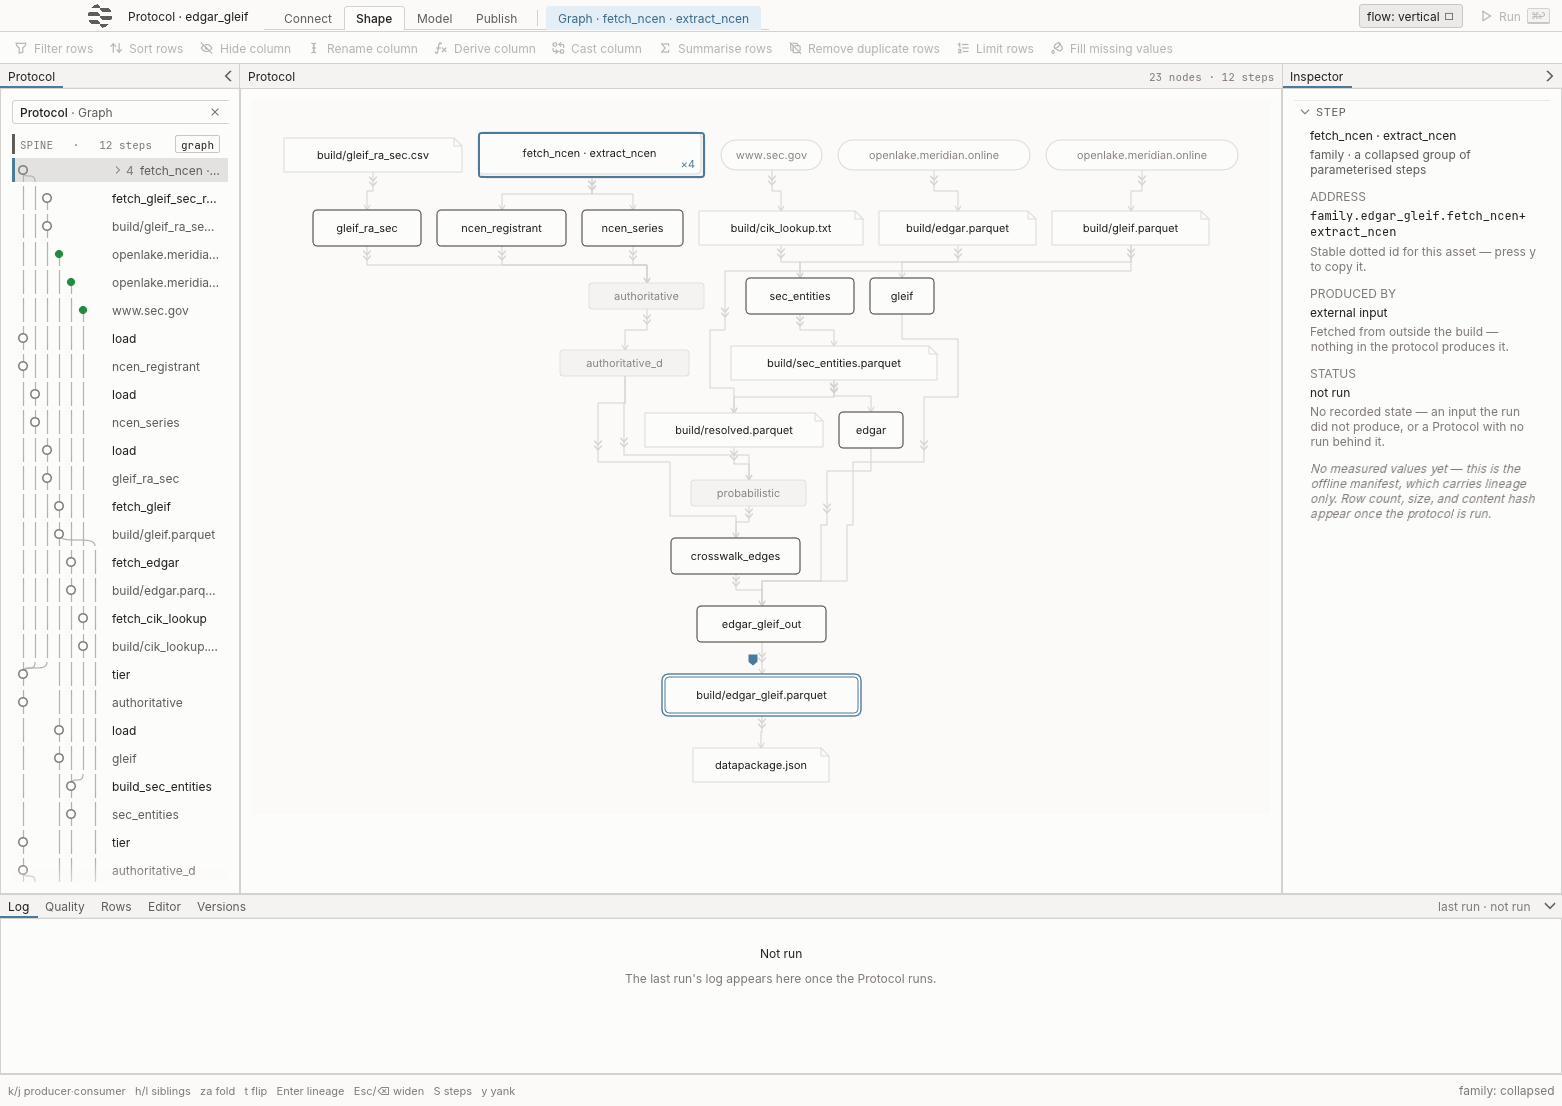 Protocol · edgar_gleif
Connect
Shape
Model
Publish
Graph · fetch_ncen · extract_ncen
flow: vertical
Run
Filter rows
Sort rows
Hide column
Rename column
Derive column
Cast column
Summarise rows
Remove duplicate rows
Limit rows
Fill missing values
Protocol
Protocol · Graph
SPINE · 12 steps
graph
4 fetch_ncen ·...
fetch_gleif_sec_r...
build/gleif_ra_se...
openlake.meridia...
openlake.meridia...
www.sec.gov
load
ncen_registrant
load
ncen_series
load
gleif_ra_sec
fetch_gleif
build/gleif.parquet
fetch_edgar
build/edgar.parq...
fetch_cik_lookup
build/cik_lookup....
tier
authoritative
load
gleif
build_sec_entities
sec_entities
tier
authoritative_d
Protocol
23 nodes · 12 steps
build/gleif_ra_sec.csv
fetch_ncen · extract_ncen
×4
www.sec.gov
openlake.meridian.online
openlake.meridian.online
gleif_ra_sec
ncen_registrant
ncen_series
build/cik_lookup.txt
build/edgar.parquet
build/gleif.parquet
authoritative
sec_entities
gleif
authoritative_d
build/sec_entities.parquet
build/resolved.parquet
edgar
probabilistic
crosswalk_edges
edgar_gleif_out
build/edgar_gleif.parquet
datapackage.json
Inspector
STEP
fetch_ncen · extract_ncen
family · a collapsed group of
parameterised steps
ADDRESS
family.edgar_gleif.fetch_ncen+
extract_ncen
Stable dotted id for this asset — press y
to copy it.
PRODUCED BY
external input
Fetched from outside the build —
nothing in the protocol produces it.
STATUS
not run
No recorded state — an input the run
did not produce, or a Protocol with no
run behind it.
No measured values yet — this is the
offline manifest, which carries lineage
only. Row count, size, and content hash
appear once the protocol is run.
Log
Quality
Rows
Editor
Versions
last run · not run
Not run
The last run's log appears here once the Protocol runs.
k/j producer·consumer h/l siblings za fold t flip Enter lineage Esc/⌫ widen S steps y yank
family: collapsed